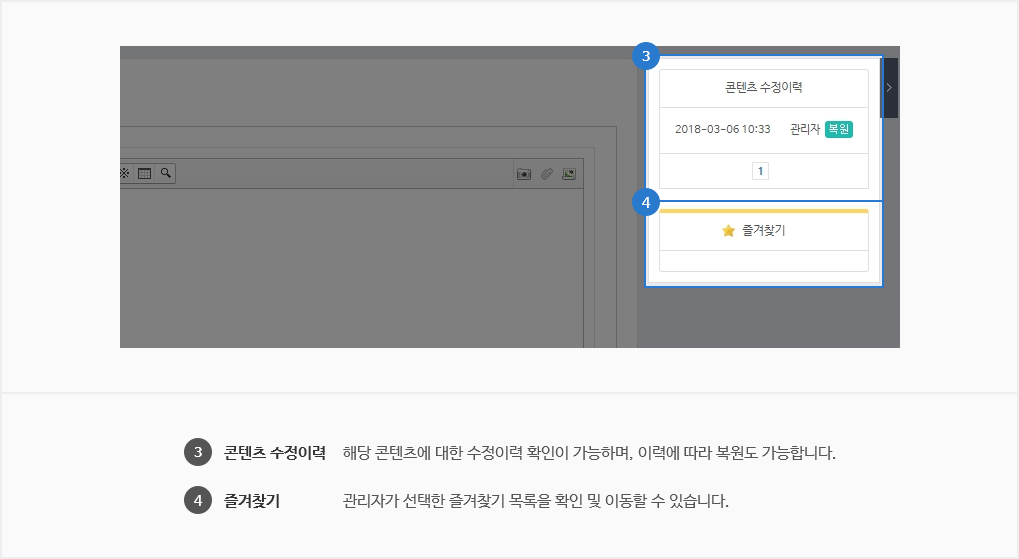 3
콘텐츠 수정이력
2018-03-06 10:33 관리자 복원
1
4
즐겨찾기
3 콘텐츠 수정이력 해당 콘텐츠에 대한 수정이력 확인이 가능하며, 이력에 따라 복원도 가능합니다.
4 즐겨찾기 관리자가 선택한 즐겨찾기 목록을 확인 및 이동할 수 있습니다.